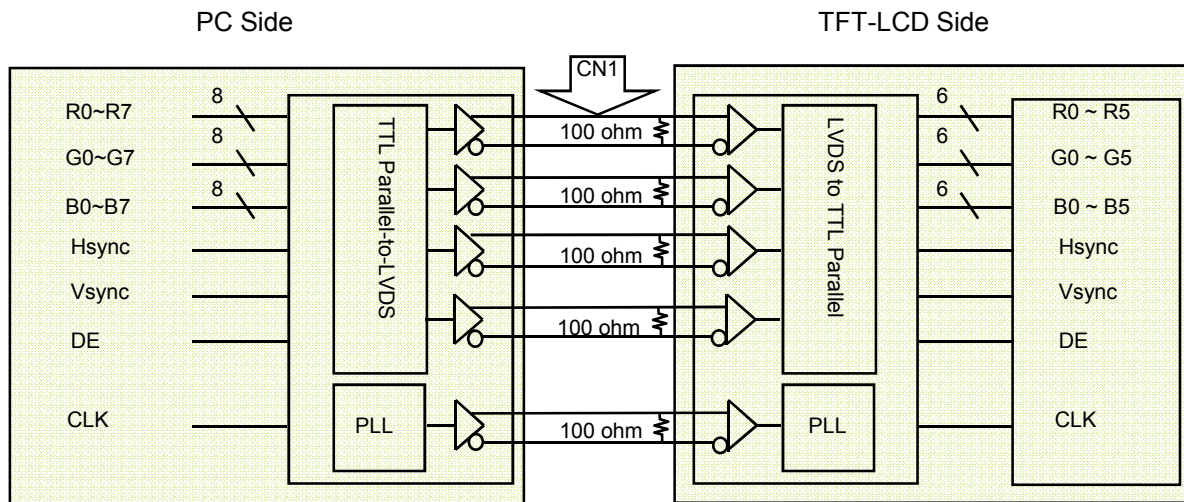 PC Side
TFT-LCD Side
CN1
R0~R7
8
G0~G7
8
B0~B7
8
Hsync
Vsync
DE
CLK
TTL Parallel-to-LVDS
PLL
100 ohm
100 ohm
100 ohm
100 ohm
100 ohm
LVDS to TTL Parallel
PLL
6
R0 ~ R5
6
G0 ~ G5
6
B0 ~ B5
Hsync
Vsync
DE
CLK